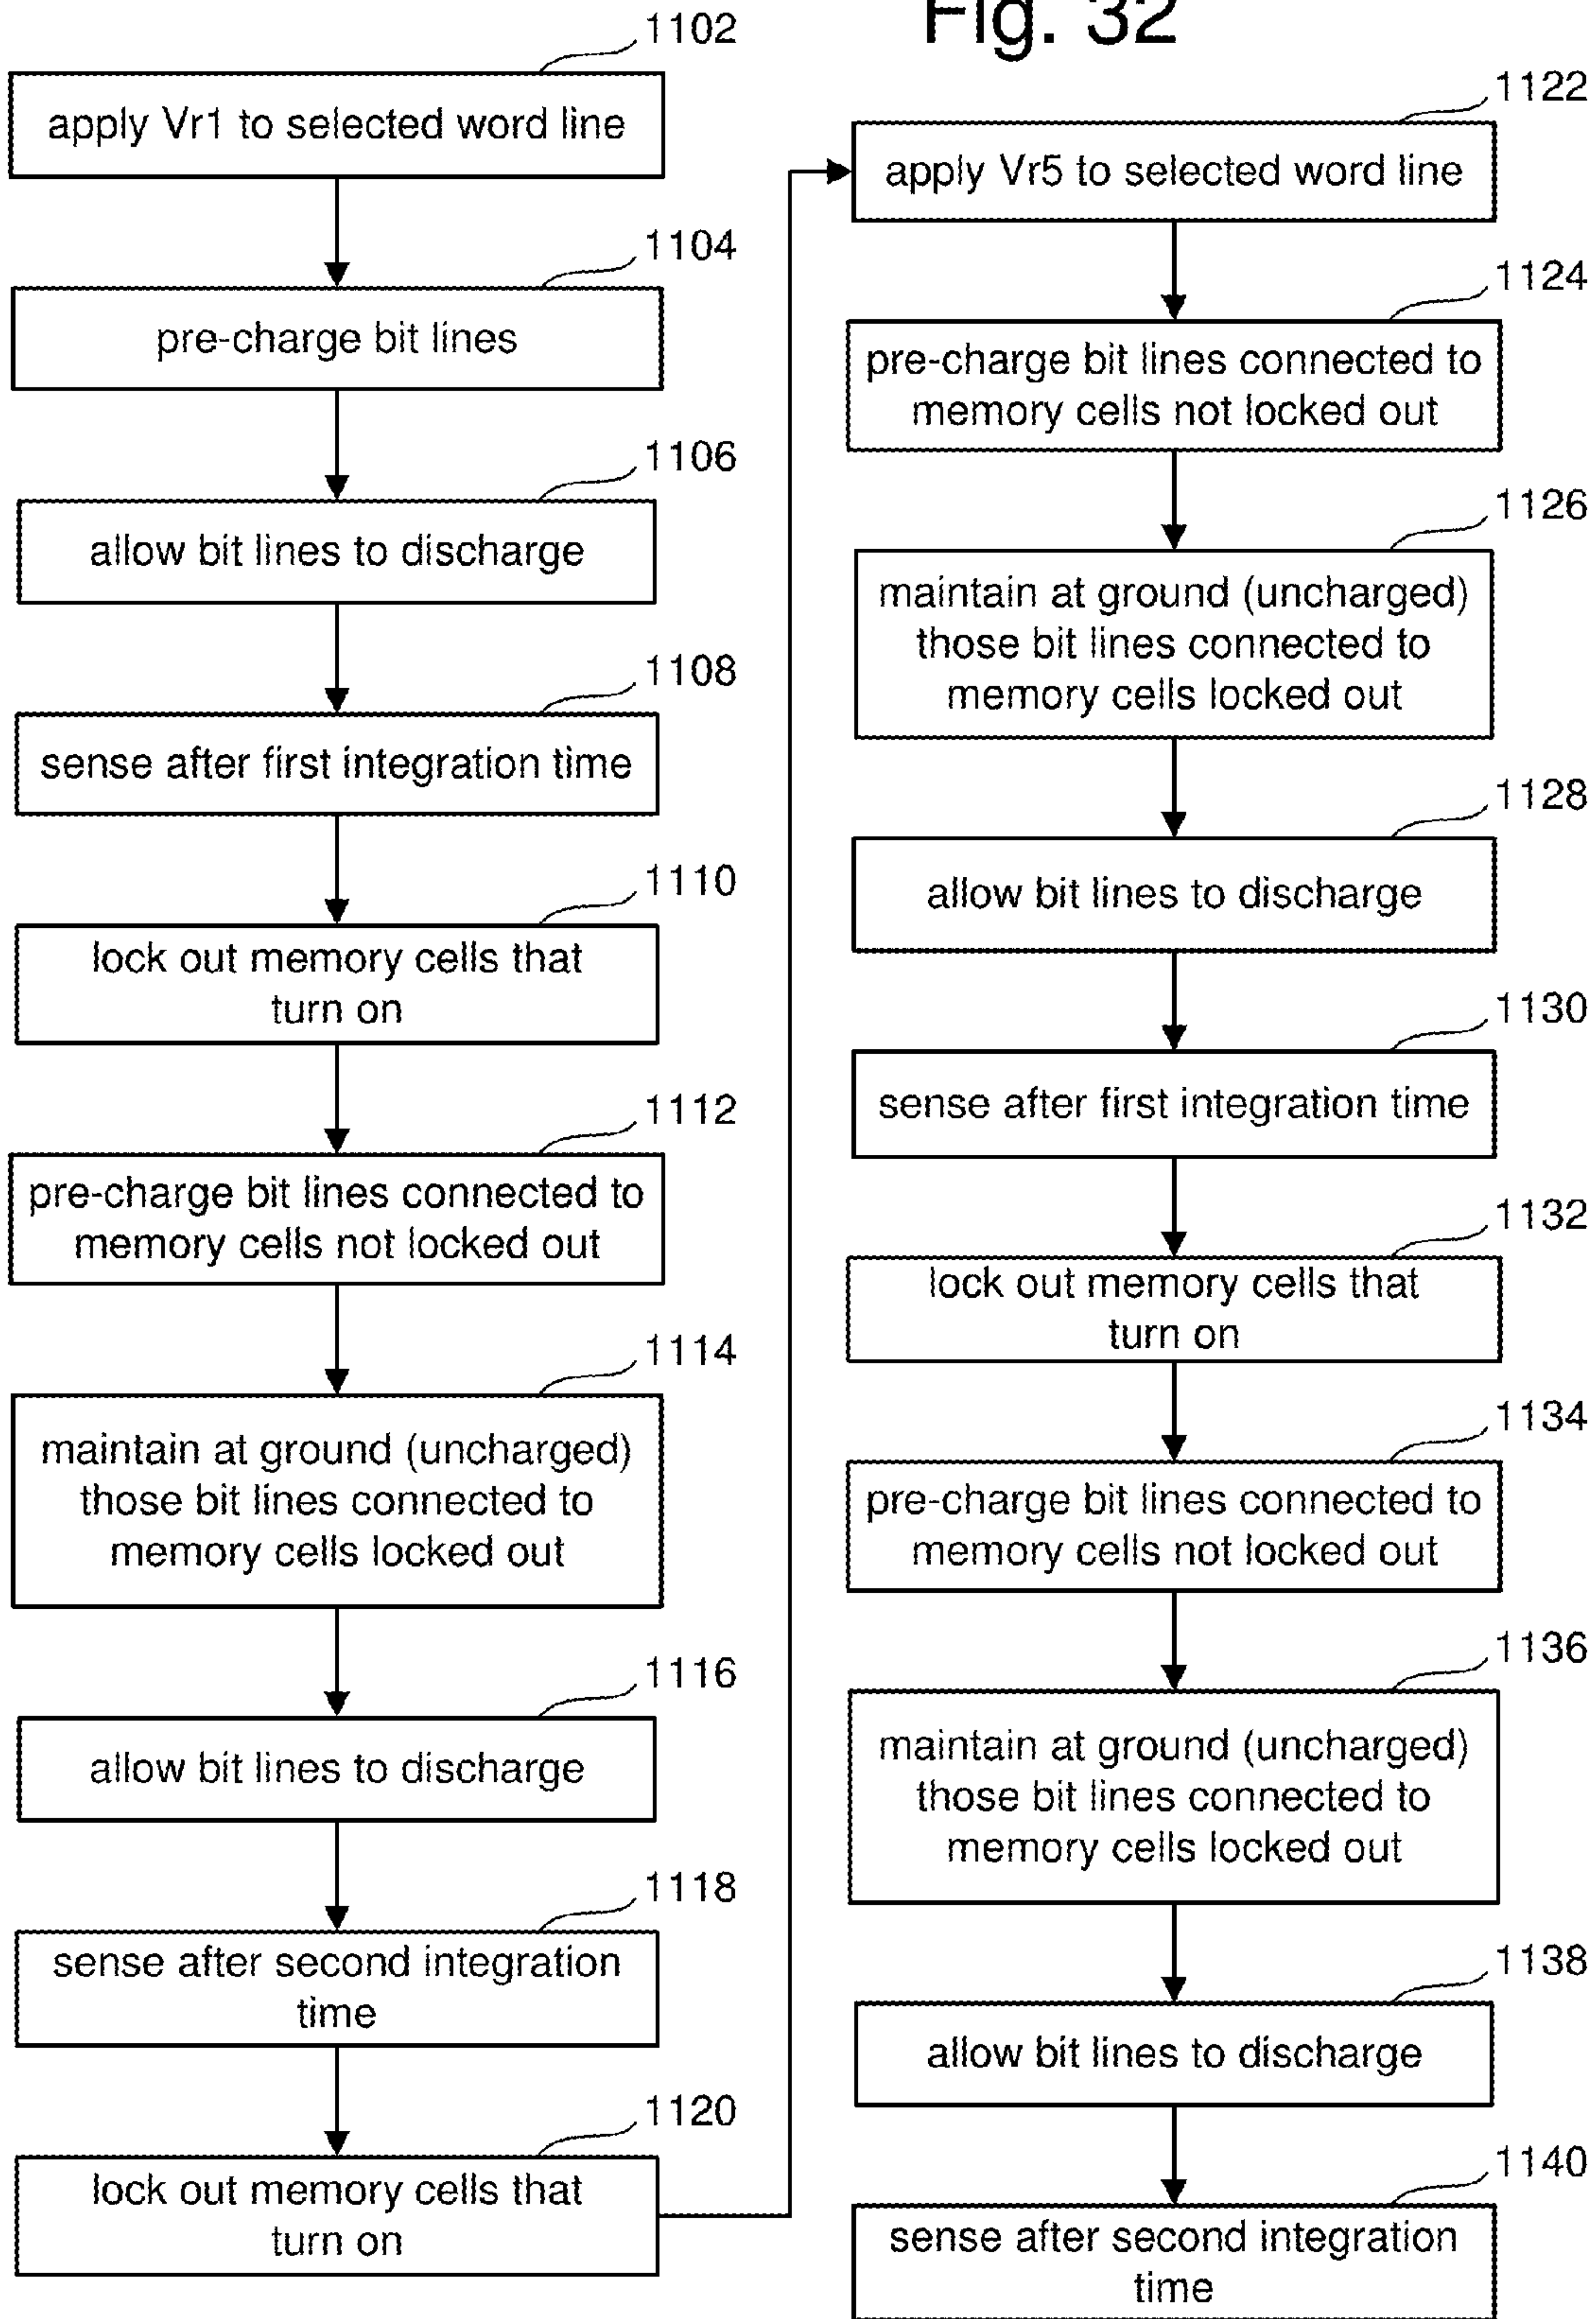 Fig. 32
1102
apply Vr1 to selected word line
1104
pre-charge bit lines
1106
allow bit lines to discharge
1108
sense after first integration time
1110
lock out memory cells that
turn on
1112
pre-charge bit lines connected to
memory cells not locked out
1114
maintain at ground (uncharged)
those bit lines connected to
memory cells locked out
1116
allow bit lines to discharge
1118
sense after second integration
time
1120
lock out memory cells that
turn on
1122
apply Vr5 to selected word line
1124
pre-charge bit lines connected to
memory cells not locked out
1126
maintain at ground (uncharged)
those bit lines connected to
memory cells locked out
1128
allow bit lines to discharge
1130
sense after first integration time
1132
lock out memory cells that
turn on
1134
pre-charge bit lines connected to
memory cells not locked out
1136
maintain at ground (uncharged)
those bit lines connected to
memory cells locked out
1138
allow bit lines to discharge
1140
sense after second integration
time